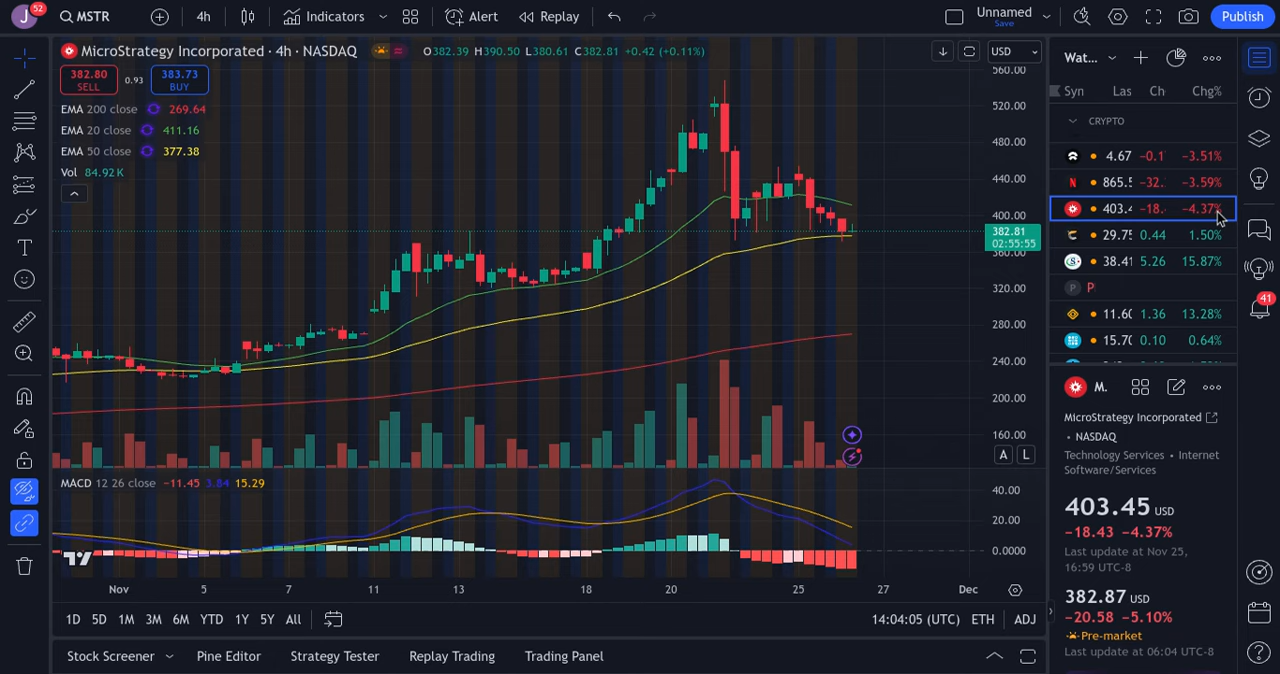 J 52 MSTR 4h Indicators Alert Replay Unnamed Save Publish
MicroStrategy Incorporated · 4h · NASDAQ O382.39 H390.50 L380.61 C382.81 +0.42 (+0.11%)
382.80 SELL 0.93 383.73 BUY
EMA 200 close 269.64
EMA 20 close 411.16
EMA 50 close 377.38
Vol 84.92K
USD
560.00
520.00
480.00
440.00
400.00
382.81
02:55:55
360.00
320.00
280.00
240.00
200.00
160.00
A L
MACD 12 26 close −11.45 3.84 15.29
40.00
20.00
0.0000
Nov 5 7 11 13 18 20 25 27 Dec
1D 5D 1M 3M 6M YTD 1Y 5Y All 14:04:05 (UTC) ETH ADJ
Stock Screener Pine Editor Strategy Tester Replay Trading Trading Panel
Wat...
Syn Las Ch Chg%
CRYPTO
4.67 −0.1 −3.51%
N 865.5 −32. −3.59%
403.4 −18. −4.37%
29.75 0.44 1.50%
38.41 5.26 15.87%
P P
11.60 1.36 13.28%
15.70 0.10 0.64%
M.
MicroStrategy Incorporated
• NASDAQ
Technology Services • Internet
Software/Services
403.45 USD
−18.43 −4.37%
Last update at Nov 25,
16:59 UTC-8
382.87 USD
−20.58 −5.10%
Pre-market
Last update at 06:04 UTC-8
41